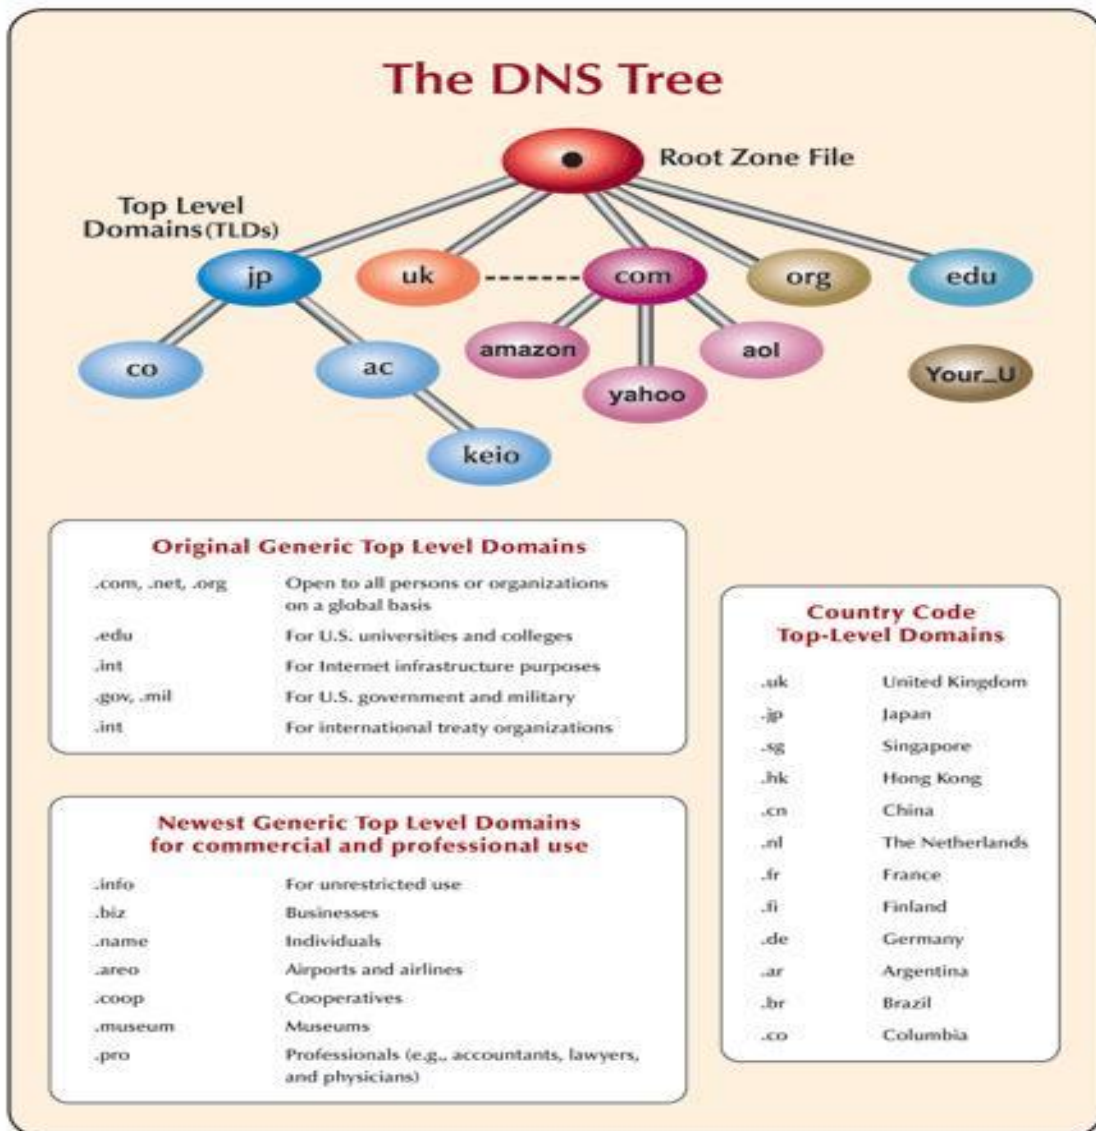 The DNS Tree
Root Zone File
Top Level
Domains (TLDs)
jp
uk
com
org
edu
co
ac
amazon
yahoo
aol
Your_U
keio
Original Generic Top Level Domains
.com, .net, .org Open to all persons or organizations
on a global basis
.edu For U.S. universities and colleges
.int For Internet infrastructure purposes
.gov, .mil For U.S. government and military
.int For international treaty organizations
Newest Generic Top Level Domains
for commercial and professional use
.info For unrestricted use
.biz Businesses
.name Individuals
.areo Airports and airlines
.coop Cooperatives
.museum Museums
.pro Professionals (e.g., accountants, lawyers,
and physicians)
Country Code
Top-Level Domains
.uk United Kingdom
.jp Japan
.sg Singapore
.hk Hong Kong
.cn China
.nl The Netherlands
.fr France
.fi Finland
.de Germany
.ar Argentina
.br Brazil
.co Columbia